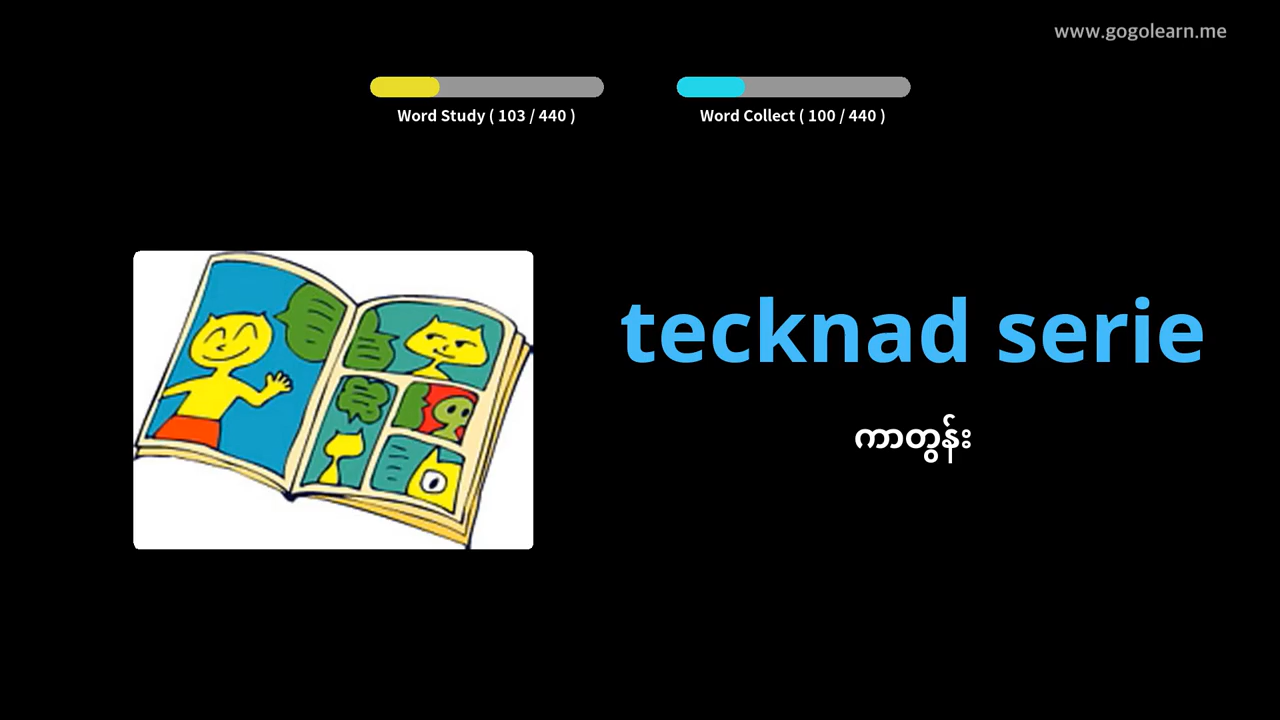 www.gogolearn.me
Word Study ( 103 / 440 )
Word Collect ( 100 / 440 )
tecknad serie
ကာတွန်း